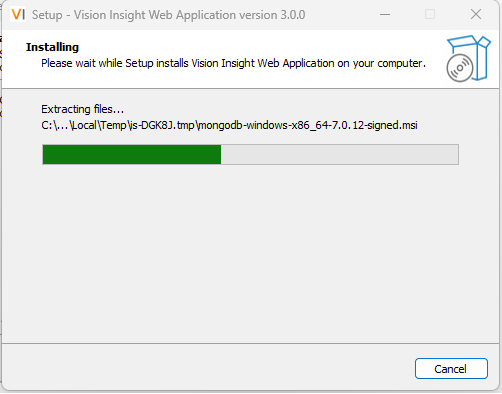 VI Setup - Vision Insight Web Application version 3.0.0
Installing
Please wait while Setup installs Vision Insight Web Application on your computer.
Extracting files...
C:\...\Local\Temp\is-DGK8J.tmp\mongodb-windows-x86_64-7.0.12-signed.msi
Cancel